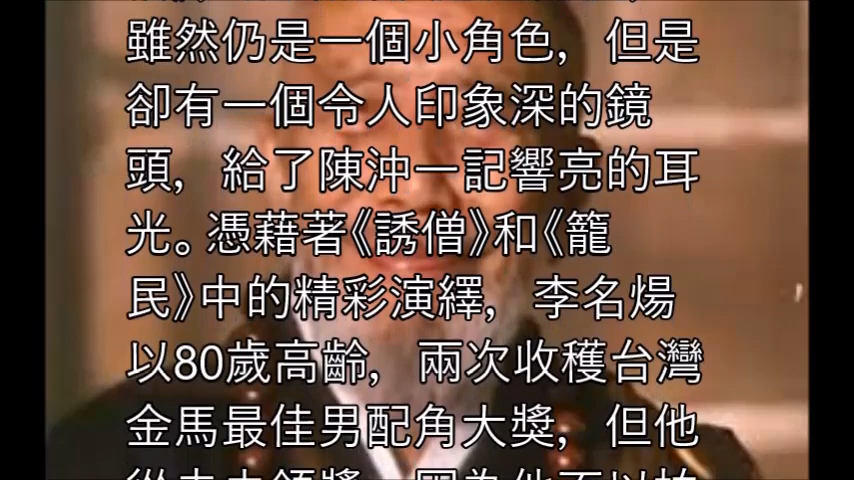 雖然仍是一個小角色，但是
卻有一個令人印象深的鏡
頭，給了陳沖一記響亮的耳
光。憑藉著《誘僧》和《籠
民》中的精彩演繹，李名煬
以80歲高齡，兩次收穫台灣
金馬最佳男配角大獎，但他